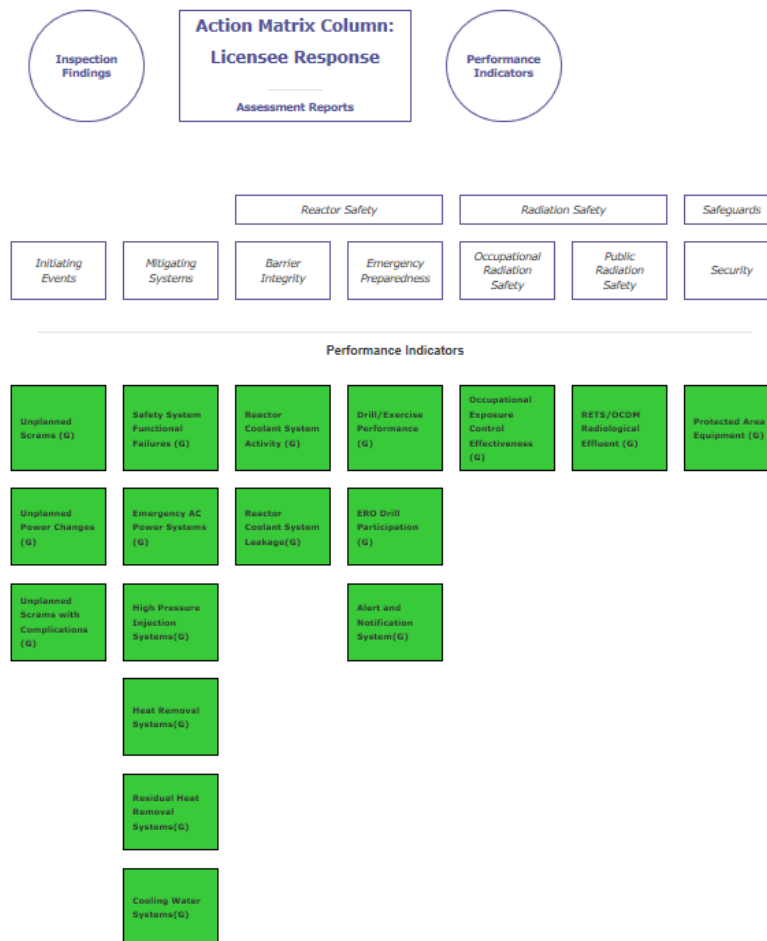 Action Matrix Column:
Licensee Response
Assessment Reports
Inspection
Findings
Performance
Indicators
Reactor Safety
Radiation Safety
Safeguards
Initiating
Events
Mitigating
Systems
Barrier
Integrity
Emergency
Preparedness
Occupational
Radiation
Safety
Public
Radiation
Safety
Security
Performance Indicators
Unplanned
Scrams (G)
Safety System
Functional
Failures (G)
Reactor
Coolant System
Activity (G)
Drill/Exercise
Performance
(G)
Occupational
Exposure
Control
Effectiveness
(G)
RETS/OCDM
Radiological
Effluent (G)
Protected Area
Equipment (G)
Unplanned
Power Changes
(G)
Emergency AC
Power Systems
(G)
Reactor
Coolant System
Leakage(G)
ERO Drill
Participation
(G)
Unplanned
Scrams with
Complications
(G)
High Pressure
Injection
Systems(G)
Alert and
Notification
System(G)
Heat Removal
Systems(G)
Residual Heat
Removal
Systems(G)
Cooling Water
Systems(G)